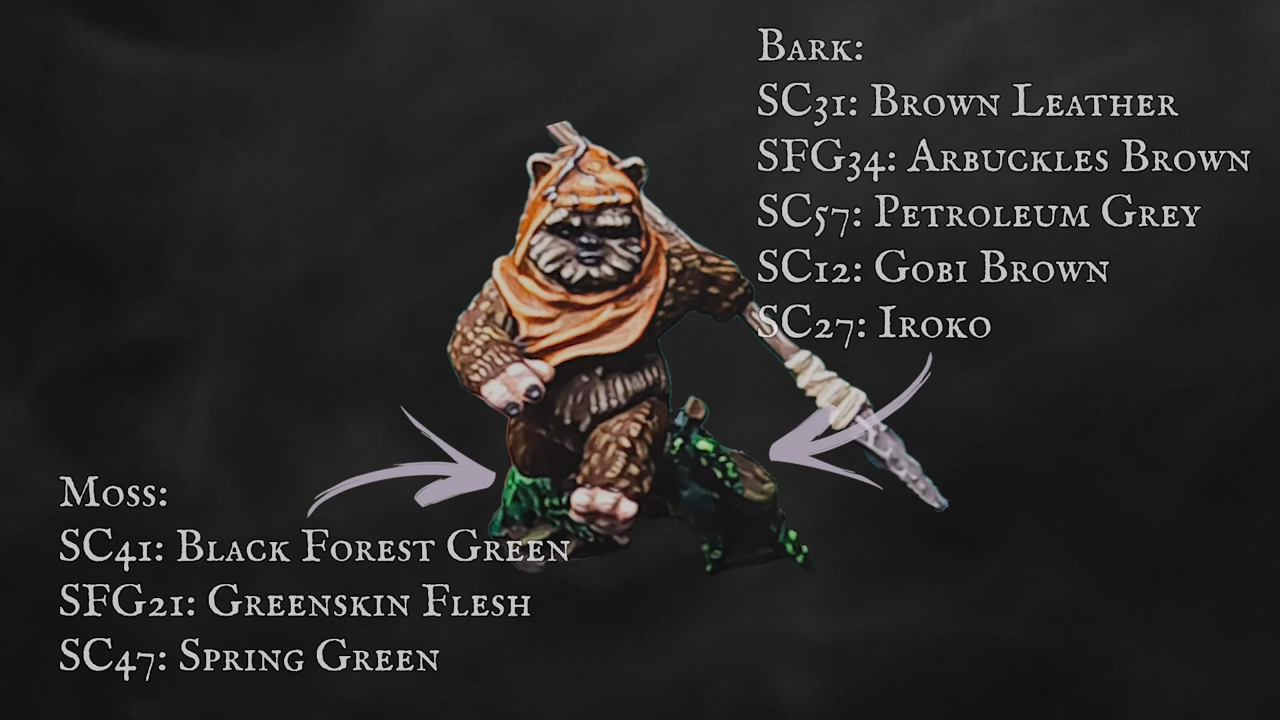 Bark:
SC31: Brown Leather
SFG34: Arbuckles Brown
SC57: Petroleum Grey
SC12: Gobi Brown
SC27: Iroko
Moss:
SC41: Black Forest Green
SFG21: Greenskin Flesh
SC47: Spring Green